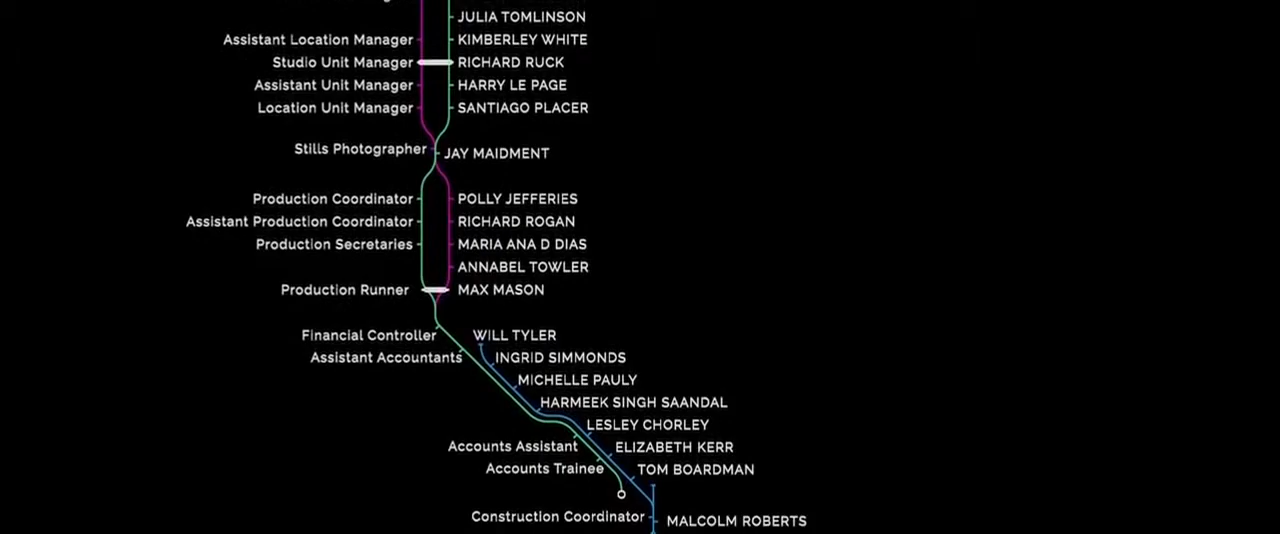 JULIA TOMLINSON
Assistant Location Manager KIMBERLEY WHITE
Studio Unit Manager RICHARD RUCK
Assistant Unit Manager HARRY LE PAGE
Location Unit Manager SANTIAGO PLACER
Stills Photographer JAY MAIDMENT
Production Coordinator POLLY JEFFERIES
Assistant Production Coordinator RICHARD ROGAN
Production Secretaries MARIA ANA D DIAS
ANNABEL TOWLER
Production Runner MAX MASON
Financial Controller WILL TYLER
Assistant Accountants INGRID SIMMONDS
MICHELLE PAULY
HARMEEK SINGH SAANDAL
LESLEY CHORLEY
Accounts Assistant ELIZABETH KERR
Accounts Trainee TOM BOARDMAN
Construction Coordinator MALCOLM ROBERTS